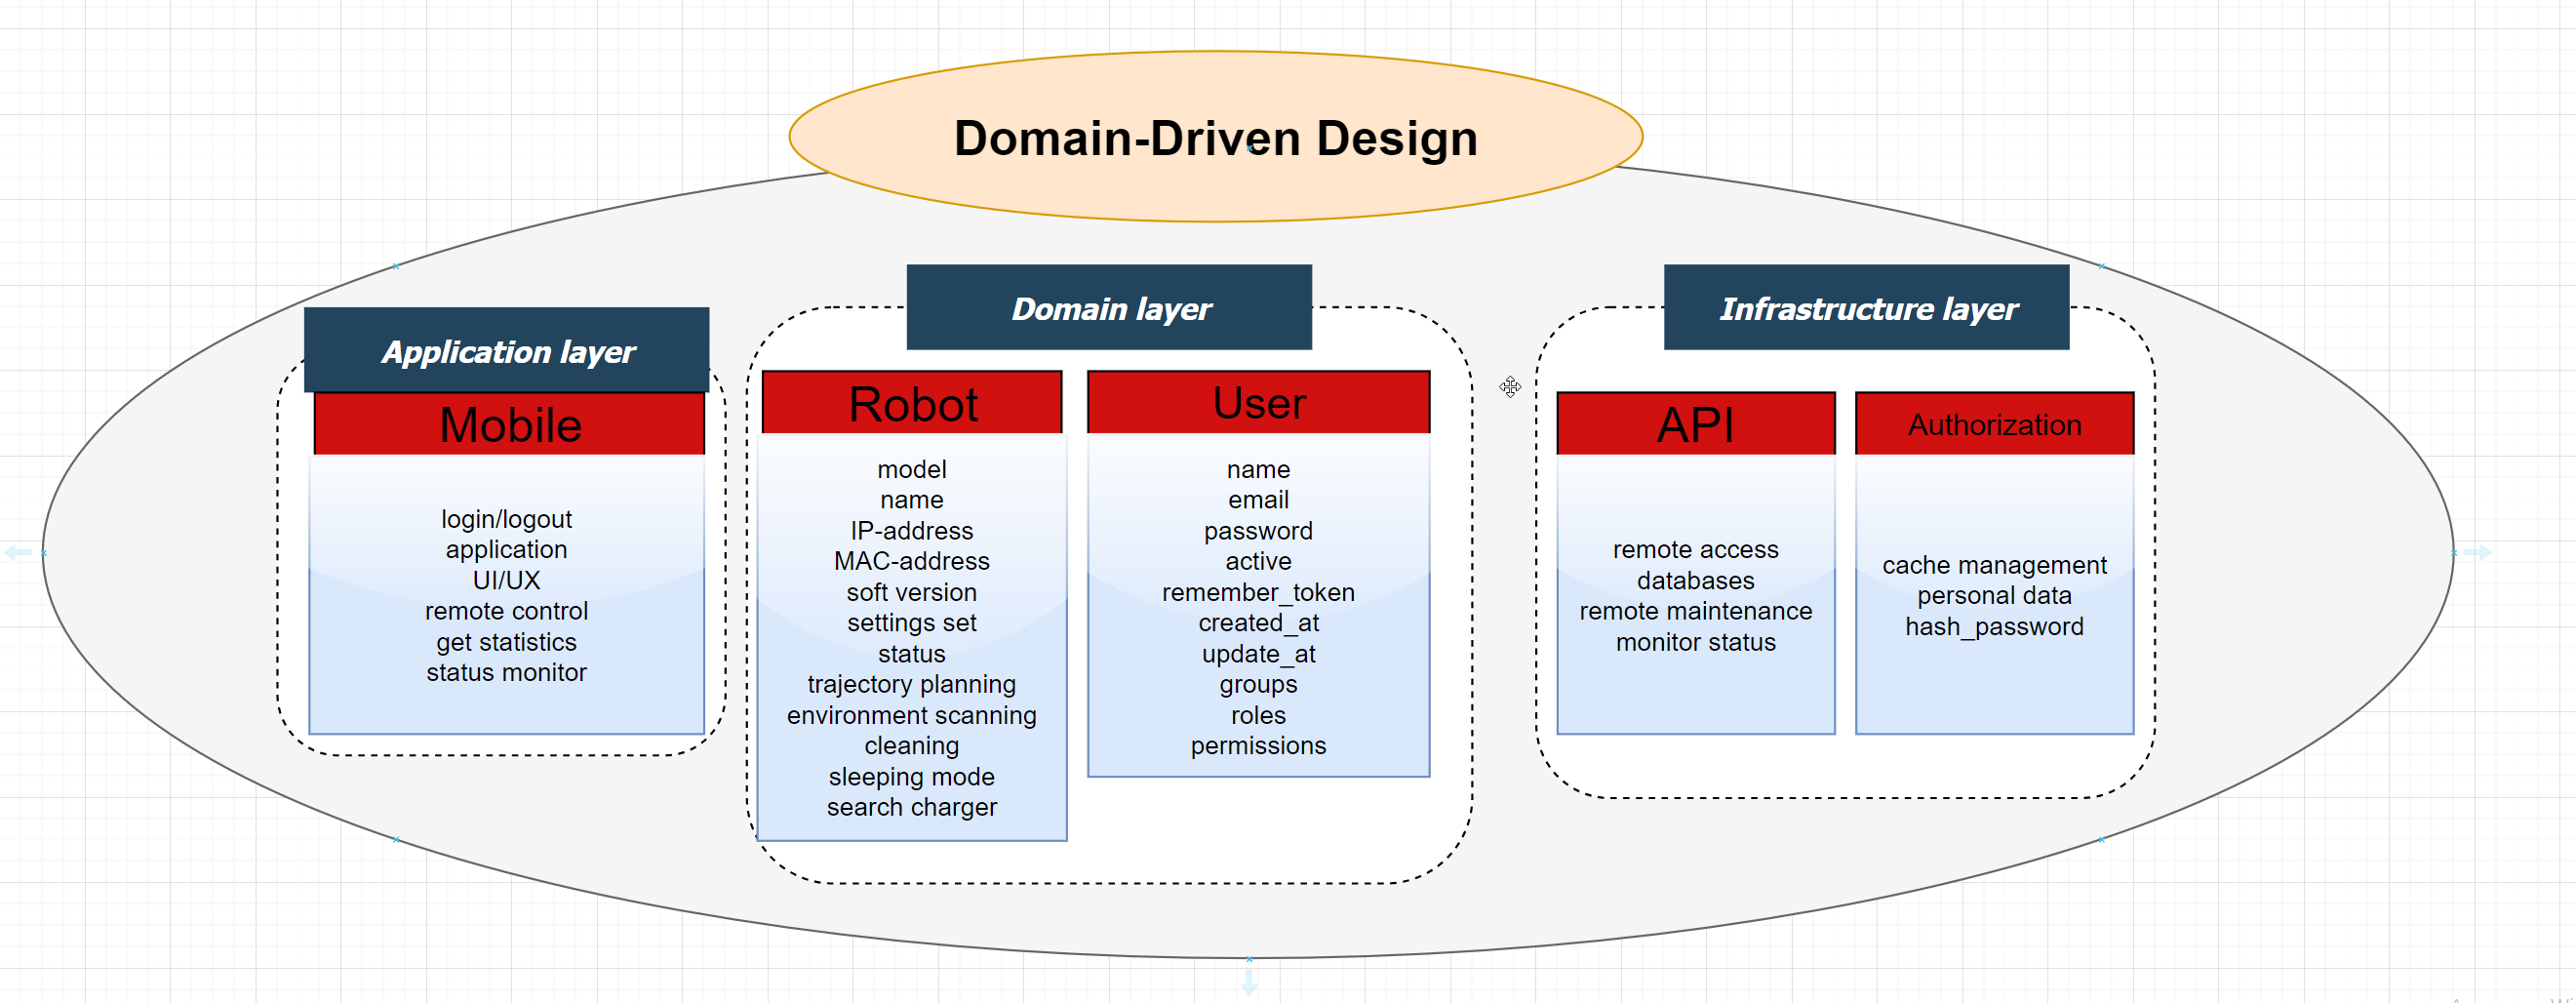 Domain-Driven Design
Application layer
Mobile
login/logout
application
UI/UX
remote control
get statistics
status monitor
Domain layer
Robot
model
name
IP-address
MAC-address
soft version
settings set
status
trajectory planning
environment scanning
cleaning
sleeping mode
search charger
User
name
email
password
active
remember_token
created_at
update_at
groups
roles
permissions
Infrastructure layer
API
remote access
databases
remote maintenance
monitor status
Authorization
cache management
personal data
hash_password